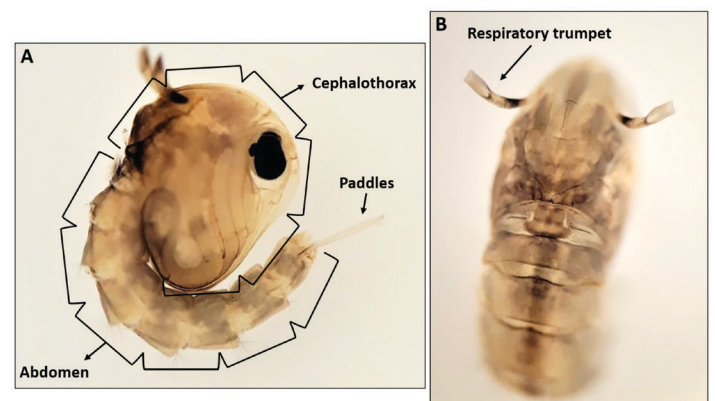 A
Cephalothorax
Paddles
Abdomen
B
Respiratory trumpet